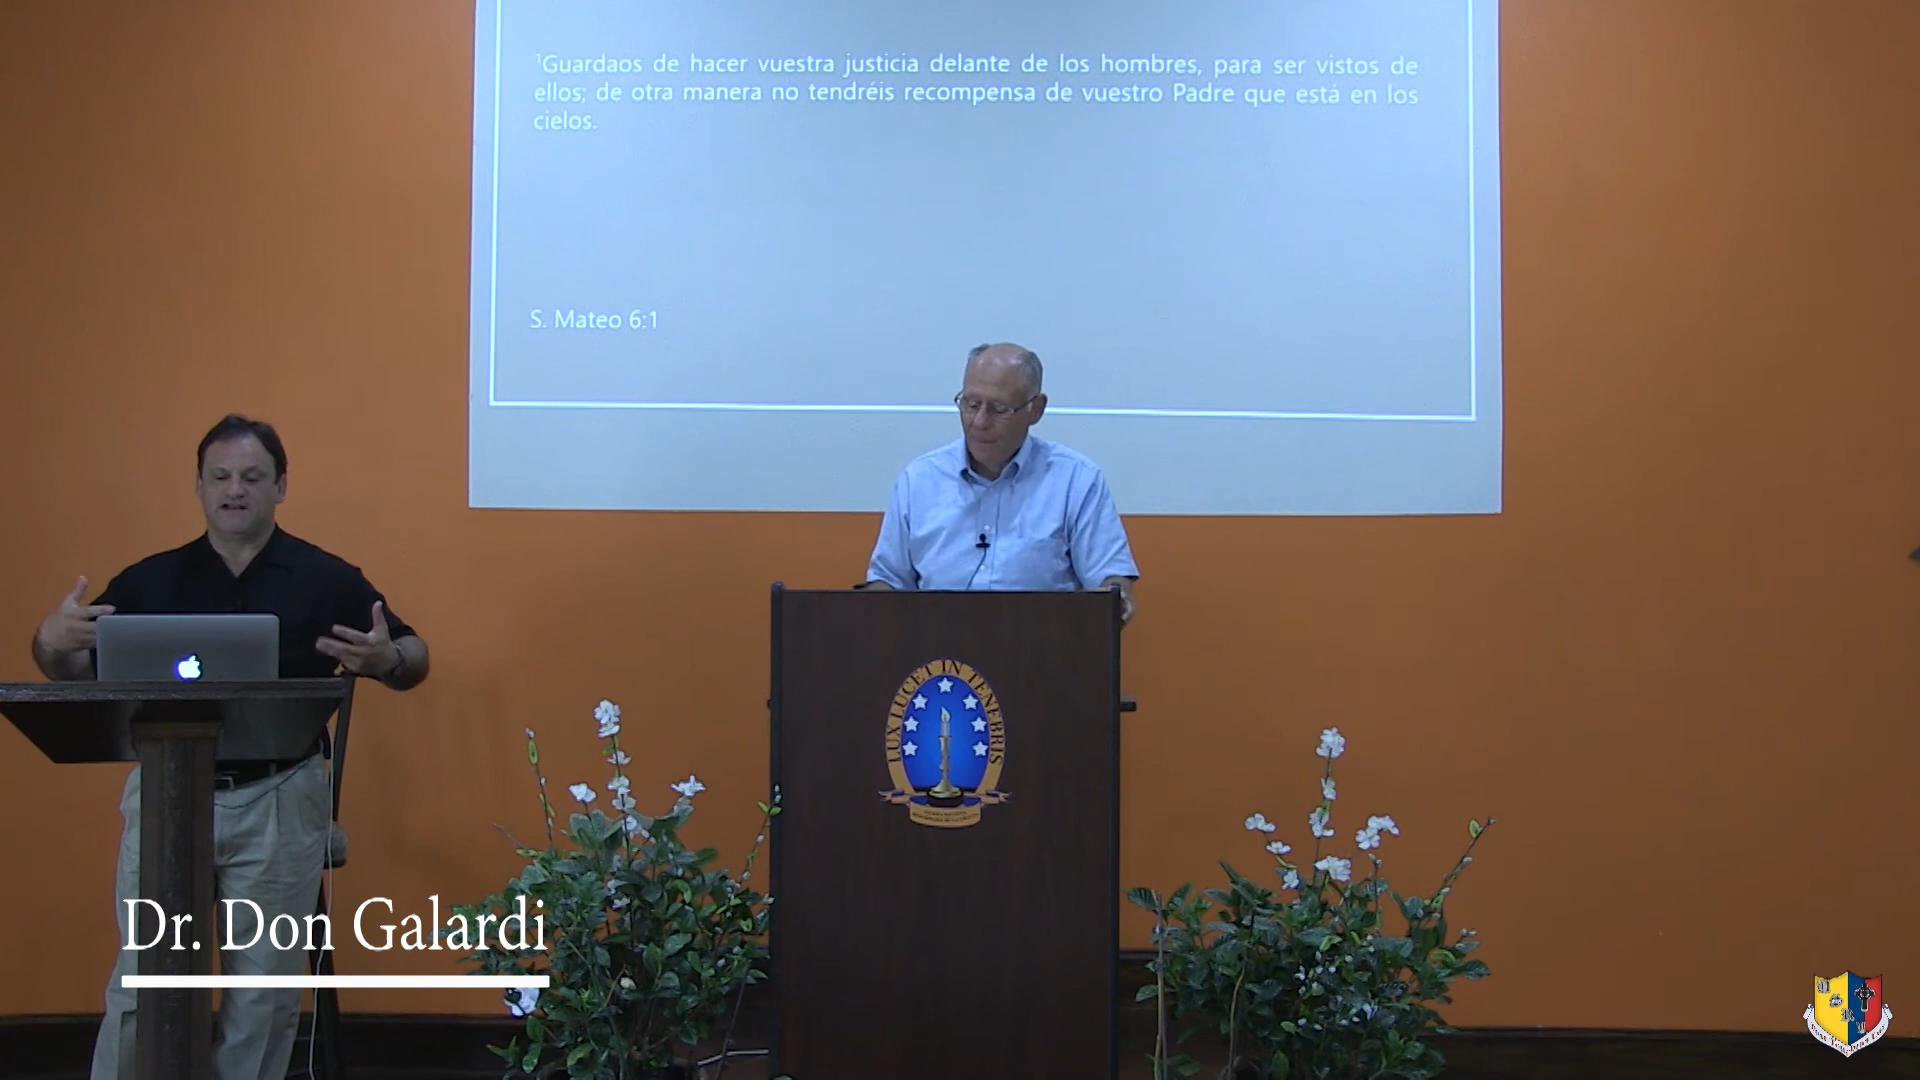 ¹Guardaos de hacer vuestra justicia delante de los hombres, para ser vistos de
ellos; de otra manera no tendréis recompensa de vuestro Padre que está en los
cielos.
S. Mateo 6:1
LUX LUCET IN TENEBRIS
Dr. Don Galardi